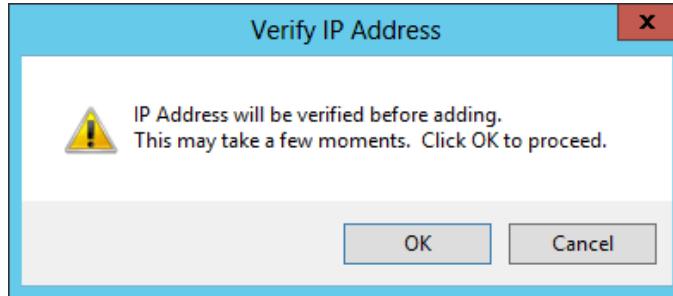 Verify IP Address
x
IP Address will be verified before adding.
This may take a few moments.  Click OK to proceed.
OK
Cancel